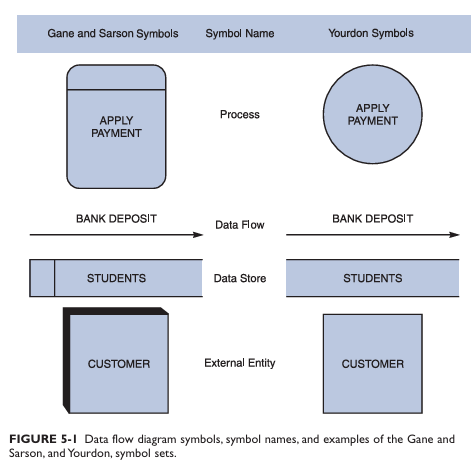 Gane and Sarson Symbols Symbol Name Yourdon Symbols
APPLY
PAYMENT
Process
APPLY
PAYMENT
BANK DEPOSIT Data Flow BANK DEPOSIT
STUDENTS Data Store STUDENTS
CUSTOMER External Entity CUSTOMER
FIGURE 5-1 Data flow diagram symbols, symbol names, and examples of the Gane and
Sarson, and Yourdon, symbol sets.